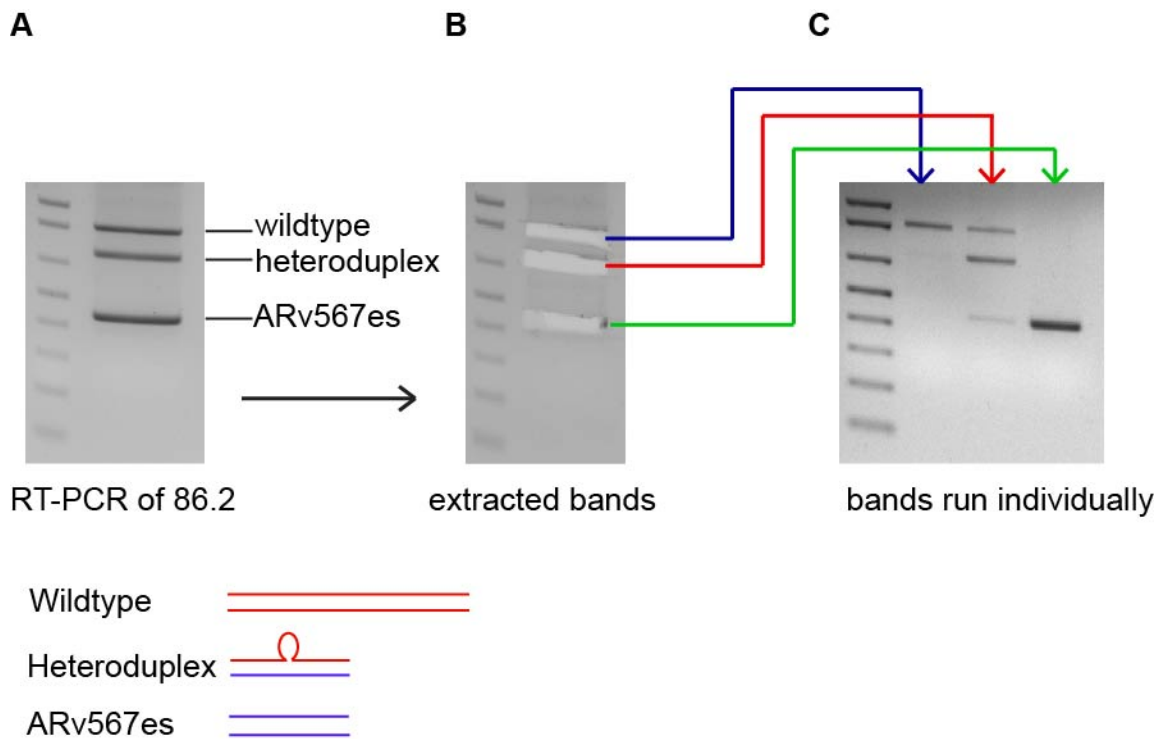 A
B
C
wildtype
heteroduplex
ARv567es
RT-PCR of 86.2
extracted bands
bands run individually
Wildtype
Heteroduplex
ARv567es